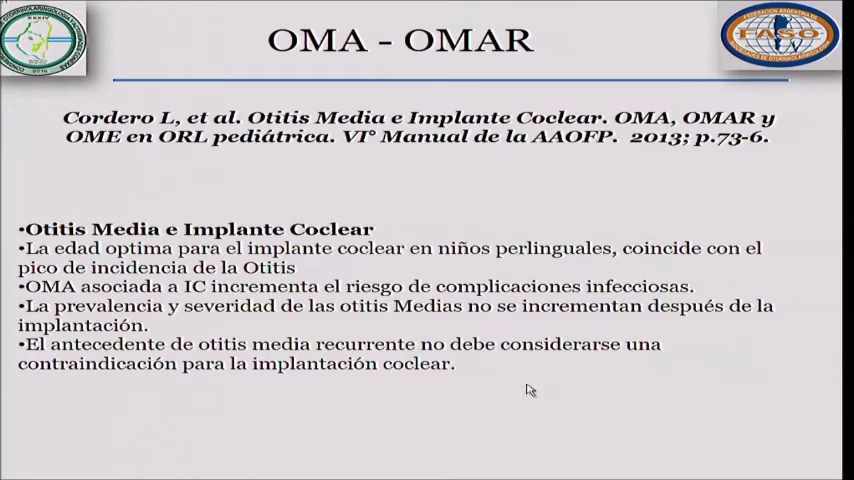 OMA - OMAR
FASO
Cordero L, et al. Otitis Media e Implante Coclear. OMA, OMAR y
OME en ORL pediátrica. VI° Manual de la AAOFP.  2013; p.73-6.
•Otitis Media e Implante Coclear
•La edad optima para el implante coclear en niños perlinguales, coincide con el
pico de incidencia de la Otitis
•OMA asociada a IC incrementa el riesgo de complicaciones infecciosas.
•La prevalencia y severidad de las otitis Medias no se incrementan después de la
implantación.
•El antecedente de otitis media recurrente no debe considerarse una
contraindicación para la implantación coclear.